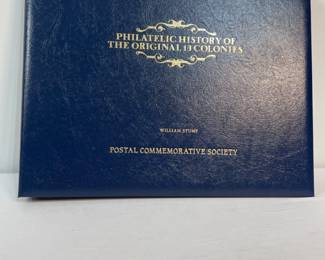 PHILATELIC HISTORY OF
THE ORIGINAL 13 COLONIES
WILLIAM STUMP
POSTAL COMMEMORATIVE SOCIETY